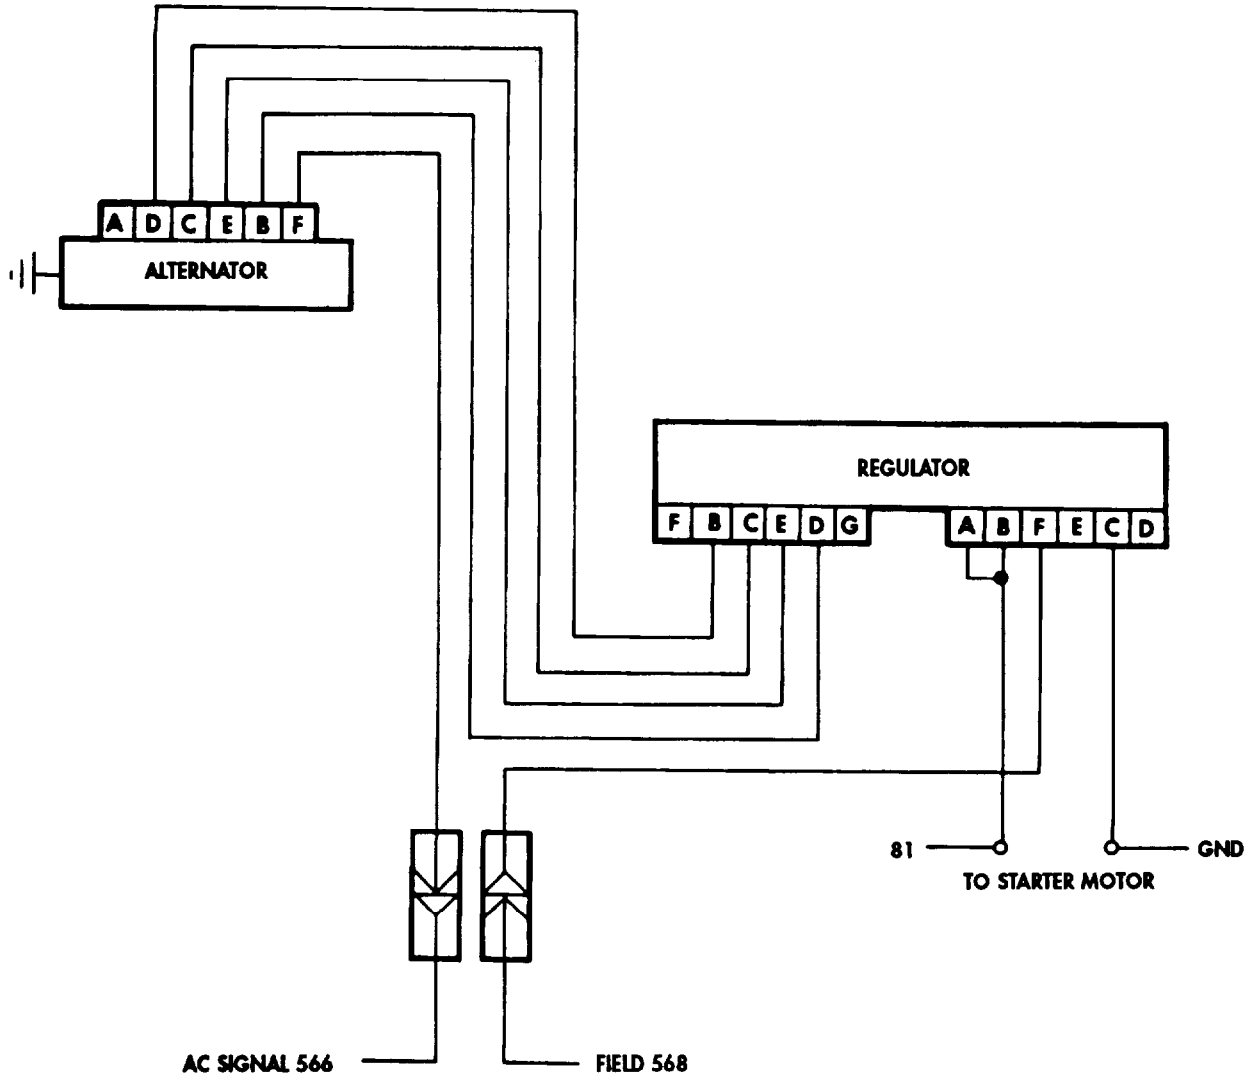 A D C E B F
ALTERNATOR
REGULATOR
F B C E D G
A B F E C D
81
GND
TO STARTER MOTOR
AC SIGNAL 566
FIELD 568